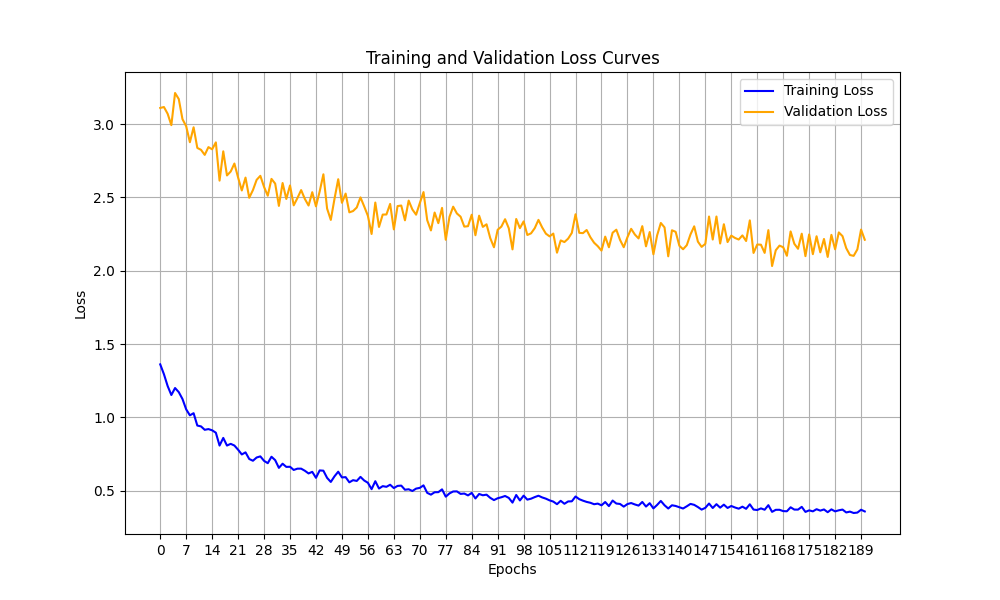 Training and Validation Loss Curves
Training Loss
Validation Loss
3.0
2.5
2.0
1.5
1.0
0.5
Loss
0 7 14 21 28 35 42 49 56 63 70 77 84 91 98 105 112 119 126 133 140 147 154 161 168 175 182 189
Epochs